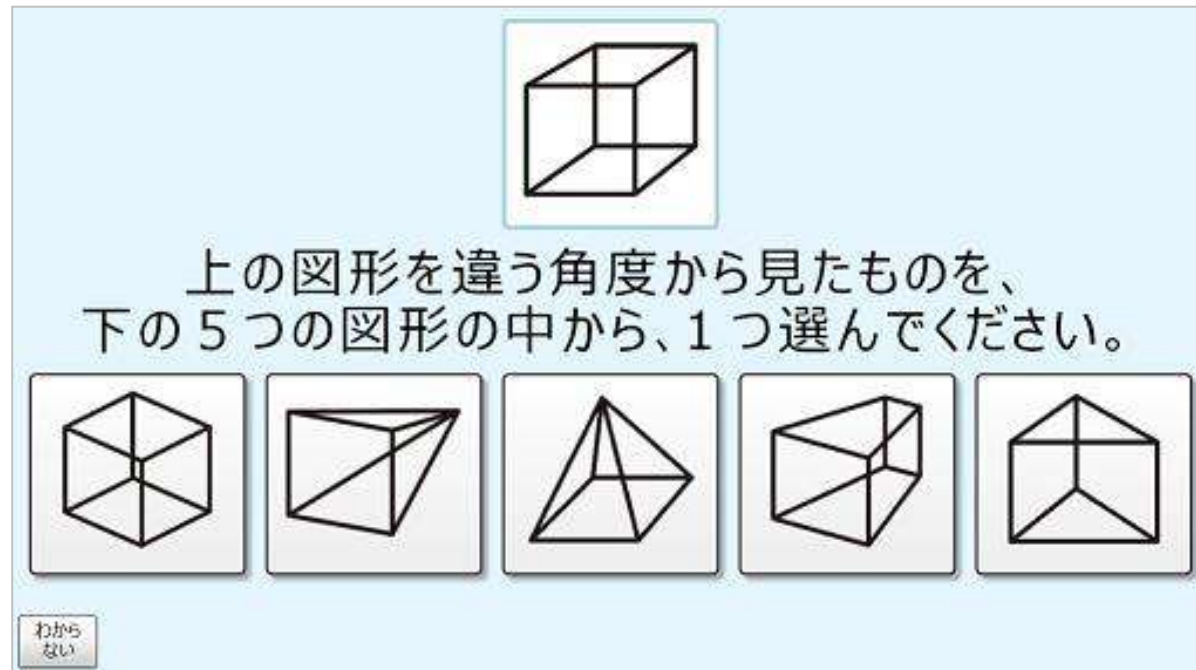 上の図形を違う角度から見たものを、
下の5つの図形の中から、1つ選んでください。
わから
ない